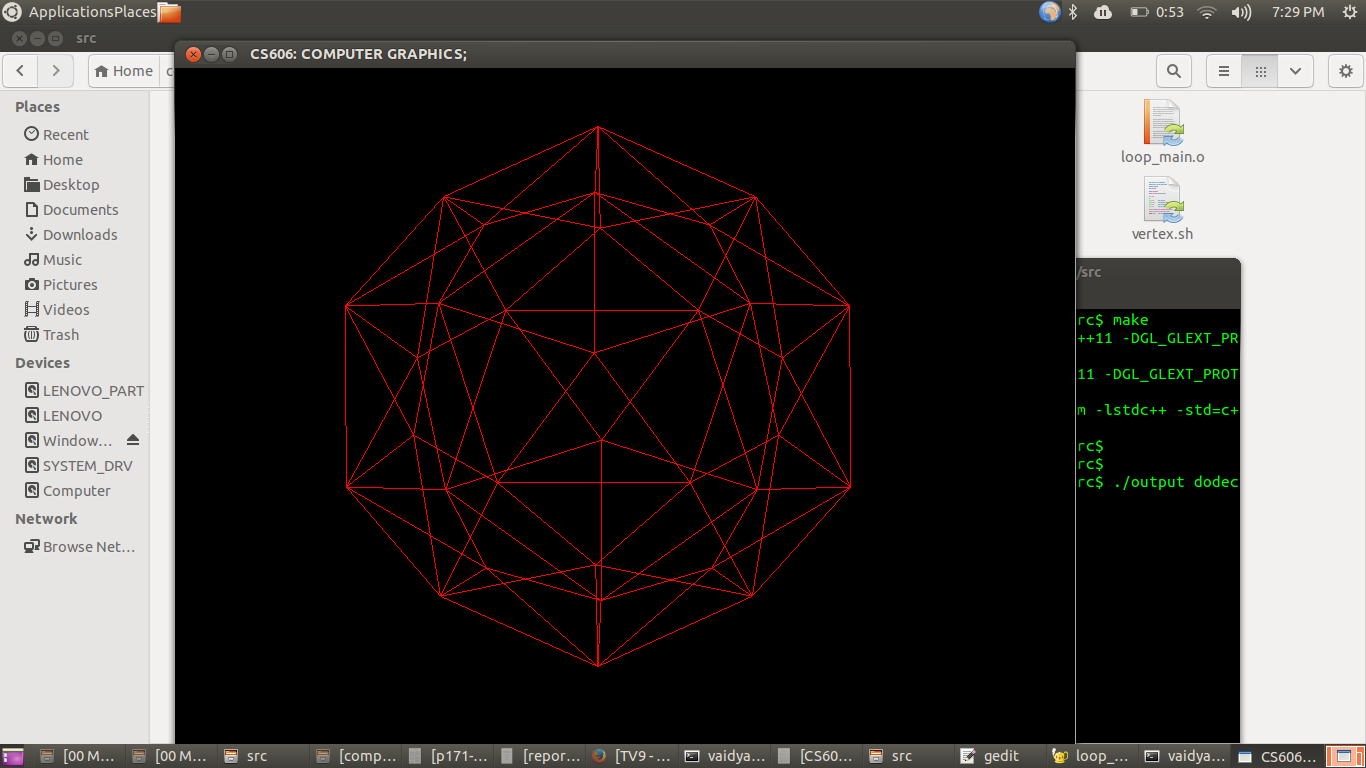 ApplicationsPlaces
0:53
7:29 PM
src
CS606: COMPUTER GRAPHICS;
Home
c
Places
Recent
Home
Desktop
Documents
Downloads
Music
Pictures
Videos
Trash
Devices
LENOVO_PART
LENOVO
Window...
SYSTEM_DRV
Computer
Network
Browse Net...
loop_main.o
vertex.sh
/src
rc$ make
++11 -DGL_GLEXT_PR
11 -DGL_GLEXT_PROT
m -lstdc++ -std=c+
rc$
rc$
rc$ ./output dodec
[00 M...
[00 M...
src
[comp...
[p171-...
[repor...
[TV9 -...
vaidya...
[CS60...
src
gedit
loop_...
vaidya...
CS606...